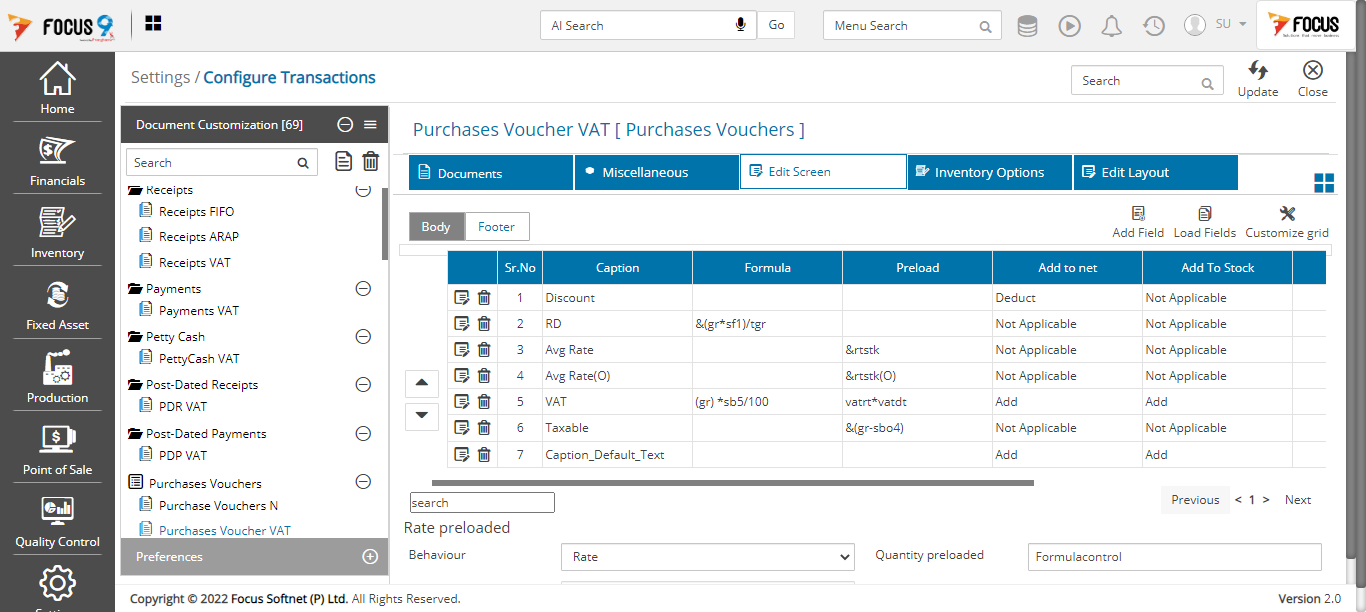 FOCUS 9
AI Search
Go
Menu Search
SU
FOCUS
Home
Financials
Inventory
Fixed Asset
Production
Point of Sale
Quality Control
Settings / Configure Transactions
Search
Update
Close
Document Customization [69]
Search
Receipts
Receipts FIFO
Receipts ARAP
Receipts VAT
Payments
Payments VAT
Petty Cash
PettyCash VAT
Post-Dated Receipts
PDR VAT
Post-Dated Payments
PDP VAT
Purchases Vouchers
Purchase Vouchers N
Purchases Voucher VAT
Preferences
Purchases Voucher VAT [ Purchases Vouchers ]
Documents Miscellaneous Edit Screen Inventory Options Edit Layout
Body Footer
Add Field Load Fields Customize grid
Sr.No Caption Formula Preload Add to net Add To Stock
1 Discount Deduct Not Applicable
2 RD &(gr*sf1)/tgr Not Applicable Not Applicable
3 Avg Rate &rtstk Not Applicable Not Applicable
4 Avg Rate(O) &rtstk(O) Not Applicable Not Applicable
5 VAT (gr) *sb5/100 vatrt*vatdt Add Add
6 Taxable &(gr-sbo4) Not Applicable Not Applicable
7 Caption_Default_Text Add Add
search
Previous < 1 > Next
Rate preloaded
Behaviour Rate Quantity preloaded Formulacontrol
Copyright © 2022 Focus Softnet (P) Ltd. All Rights Reserved.
Version 2.0